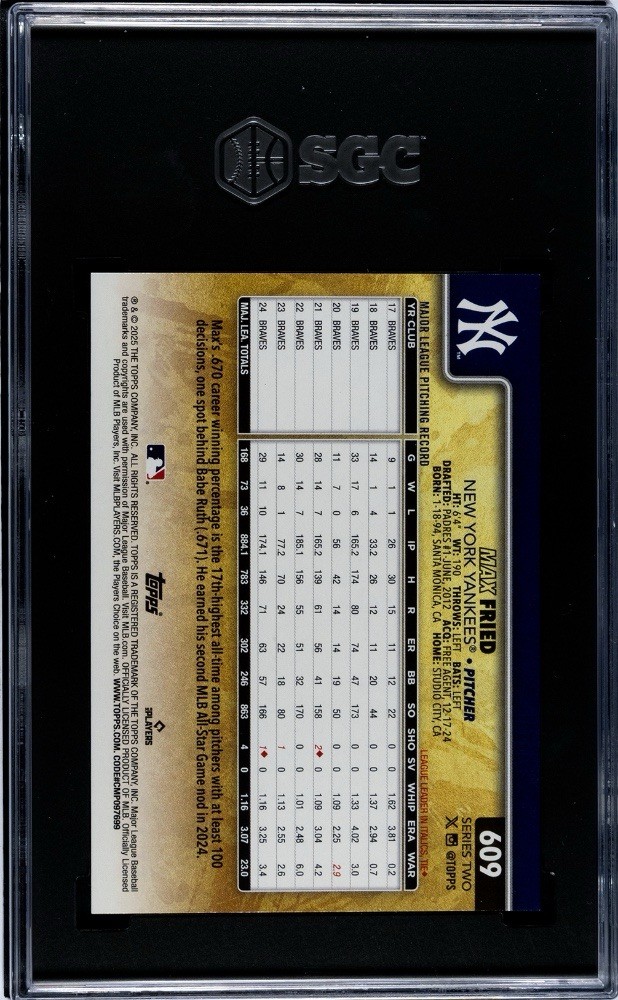 SGC
NY
TM
609
MAX FRIED
NEW YORK YANKEES® • PITCHER
SERIES TWO
HT: 6'4" WT: 190 THROWS: LEFT BATS: LEFT
@TOPPS
DRAFTED: PADRES #1-JUNE, 2012 ACQ: FREE AGENT, 12-17-24
BORN: 1-18-94, SANTA MONICA, CA HOME: STUDIO CITY, CA
MAJOR LEAGUE PITCHING RECORD
LEAGUE LEADER IN ITALICS, TIE ♦
YR CLUB G W L IP H R ER BB SO SHO SV WHIP ERA WAR
17 BRAVES 9 1 1 26 30 15 11 12 22 0 0 1.62 3.81 0.2
18 BRAVES 14 1 4 33.2 26 12 11 20 44 0 0 1.37 2.94 0.7
19 BRAVES 33 17 6 165.2 174 80 74 47 173 0 0 1.33 4.02 3.0
20 BRAVES 11 7 0 56 42 14 14 19 50 0 0 1.09 2.25 2.9
21 BRAVES 28 14 7 165.2 139 61 56 41 158 2♦ 0 1.09 3.04 4.2
22 BRAVES 30 14 7 185.1 156 55 51 32 170 0 0 1.01 2.48 6.0
23 BRAVES 14 8 1 77.2 70 24 22 18 80 1 0 1.13 2.55 2.6
24 BRAVES 29 11 10 174.1 146 71 63 57 166 1♦ 0 1.16 3.25 3.4
MAJ. LEA. TOTALS 168 73 36 884.1 783 332 302 246 863 4 0 1.16 3.07 23.0
Max's .670 career winning percentage is the 17th-highest all-time among pitchers with at least 100
decisions, one spot behind Babe Ruth (.671). He earned his second MLB All-Star Game nod in 2024.
topps
PLAYERS
® & © 2025 THE TOPPS COMPANY, INC. ALL RIGHTS RESERVED. TOPPS IS A REGISTERED TRADEMARK OF THE TOPPS COMPANY, INC. Major League Baseball
trademarks and copyrights are used with permission of Major League Baseball. Visit MLB.com. OFFICIALLY LICENSED PRODUCT OF MLB. Officially Licensed
Product of MLB Players, Inc. Visit MLBPLAYERS.COM, the Players Choice on the web. WWW.TOPPS.COM. CODE#CMP097699